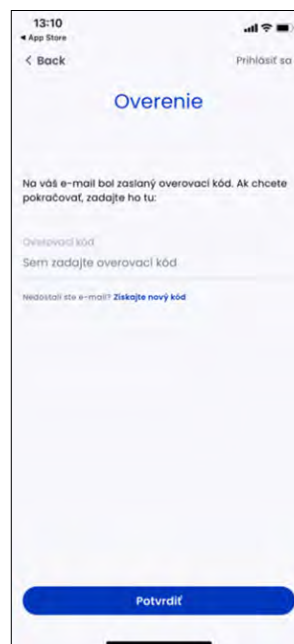 13:10
◄ App Store
< Back
Prihlásiť sa
Overenie
Na váš e-mail bol zaslaný overovací kód. Ak chcete
pokračovať, zadajte ho tu:
Overovací kód
Sem zadajte overovací kód
Nedostali ste e-mail? Získajte nový kód
Potvrdiť